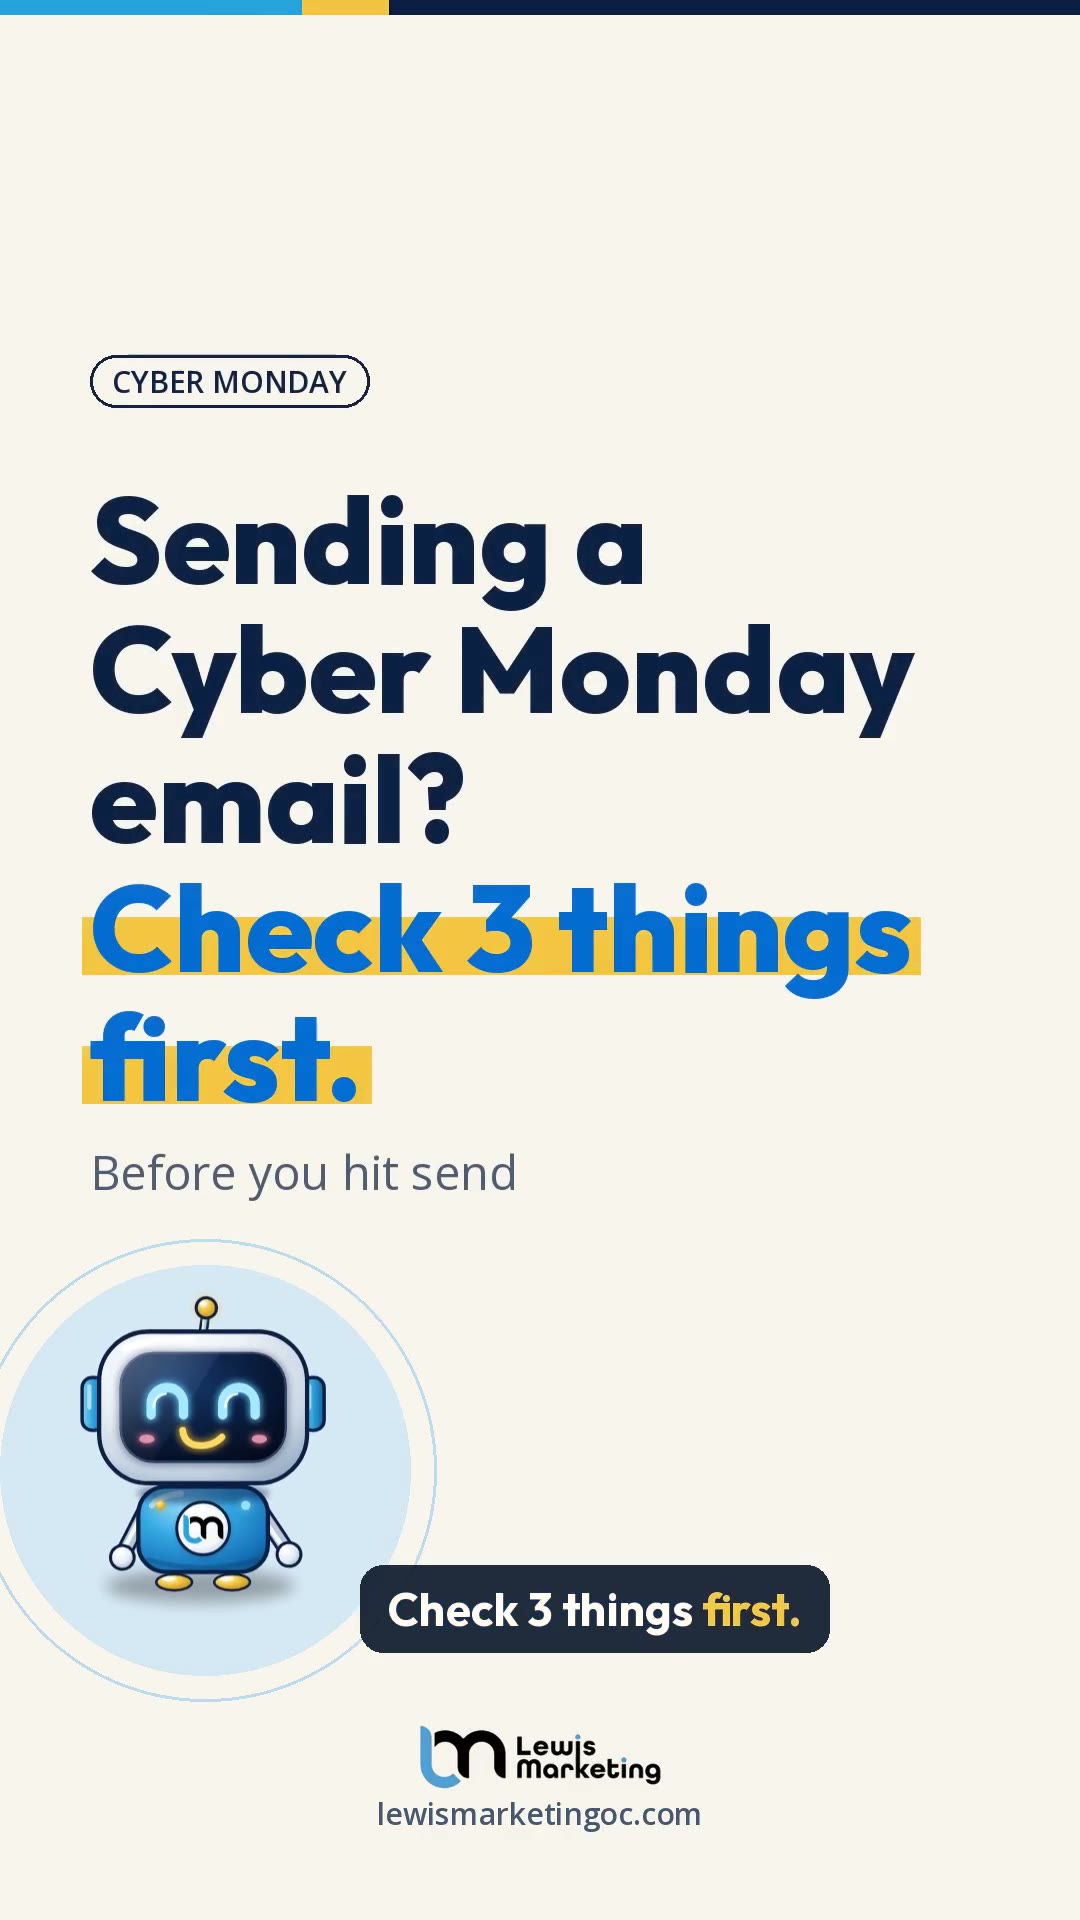 CYBER MONDAY
Sending a
Cyber Monday
email?
Check 3 things
first.
Before you hit send
Check 3 things first.
Lewis
Marketing
lewismarketingoc.com